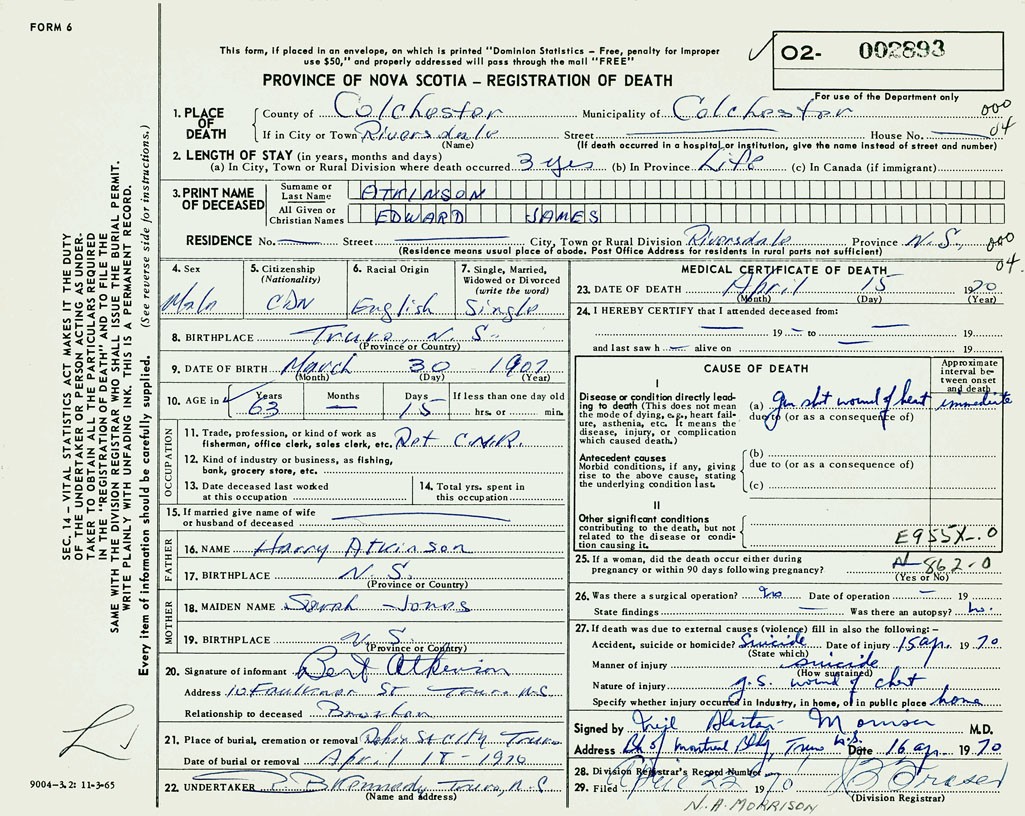 FORM 6
This form, if placed in an envelope, on which is printed "Dominion Statistics – Free, penalty for improper
use $50," and properly addressed will pass through the mail "FREE"
PROVINCE OF NOVA SCOTIA – REGISTRATION OF DEATH
02- 002893
For use of the Department only
SEC. 14 – VITAL STATISTICS ACT MAKES IT THE DUTY
OF THE UNDERTAKER OR PERSON ACTING AS UNDER-
TAKER TO OBTAIN ALL THE PARTICULARS REQUIRED
IN THE "REGISTRATION OF DEATH" AND TO FILE THE
SAME WITH THE DIVISION REGISTRAR WHO SHALL ISSUE THE BURIAL PERMIT.
WRITE PLAINLY WITH UNFADING INK. THIS IS A PERMANENT RECORD.
Every item of information should be carefully supplied. (See reverse side for instructions.)
1. PLACE OF DEATH
County of Colchester Municipality of Colchester 000
If in City or Town Riversdale Street House No. 04
(Name) (If death occurred in a hospital or institution, give the name instead of street and number)
2. LENGTH OF STAY (in years, months and days)
(a) In City, Town or Rural Division where death occurred 3 yrs (b) In Province Life (c) In Canada (if immigrant)
3. PRINT NAME OF DECEASED
Surname or Last Name ATKINSON
All Given or Christian Names EDWARD JAMES
RESIDENCE No. Street City, Town or Rural Division Riversdale Province N.S. 000
(Residence means usual place of abode. Post Office Address for residents in rural parts not sufficient) 04.
4. Sex Male
5. Citizenship (Nationality) CDN
6. Racial Origin English
7. Single, Married, Widowed or Divorced (write the word) Single
8. BIRTHPLACE Truro, N.S.
(Province or Country)
9. DATE OF BIRTH March 30 1907
(Month) (Day) (Year)
10. AGE in Years 63 Months Days 15 If less than one day old hrs. or min.
OCCUPATION
11. Trade, profession, or kind of work as
fisherman, office clerk, sales clerk, etc. Ret C.N.R.
12. Kind of industry or business, as fishing,
bank, grocery store, etc.
13. Date deceased last worked
at this occupation
14. Total yrs. spent in
this occupation
15. If married give name of wife
or husband of deceased
FATHER
16. NAME Harry Atkinson
17. BIRTHPLACE N.S.
(Province or Country)
MOTHER
18. MAIDEN NAME Sarah Jones
19. BIRTHPLACE N.S.
(Province or Country)
20. Signature of informant Bert Atkinson
Address 10 Faulkner St Truro N.S.
Relationship to deceased Brother
21. Place of burial, cremation or removal Robie St City Truro
Date of burial or removal April 18 - 1970
22. UNDERTAKER Kennedy Truro, N.S.
(Name and address)
MEDICAL CERTIFICATE OF DEATH
23. DATE OF DEATH April 15 1970
(Month) (Day) (Year)
24. I HEREBY CERTIFY that I attended deceased from:
19 to 19
and last saw h alive on 19
CAUSE OF DEATH
Approximate interval between onset and death
I
Disease or condition directly leading to death (This does not mean the mode of dying, e.g., heart failure, asthenia, etc. It means the disease, injury, or complication which caused death.)
(a) Gun shot wound of heart immediate
due to (or as a consequence of)
Antecedent causes
Morbid conditions, if any, giving rise to the above cause, stating the underlying condition last.
(b)
due to (or as a consequence of)
(c)
II
Other significant conditions
contributing to the death, but not related to the disease or condition causing it.
E955X-.0
25. If a woman, did the death occur either during
pregnancy or within 90 days following pregnancy? N 862-0
(Yes or No)
26. Was there a surgical operation? no Date of operation 19
State findings Was there an autopsy? no.
27. If death was due to external causes (violence) fill in also the following: –
Accident, suicide or homicide? Suicide Date of injury 15 ap. 1970
(State which)
Manner of injury suicide
(How sustained)
Nature of injury g.s. wound of chest
Specify whether injury occurred in Industry, in home, or in public place home
Signed by Neil Alastair Morrison M.D.
Address Bk of Montreal Bldg, Truro N.S. Date 16 ap. 1970
28. Division Registrar's Record Number
29. Filed April 22 1970 Fraser
(Division Registrar)
N.A. MORRISON
9004-3.2: 11-3-65